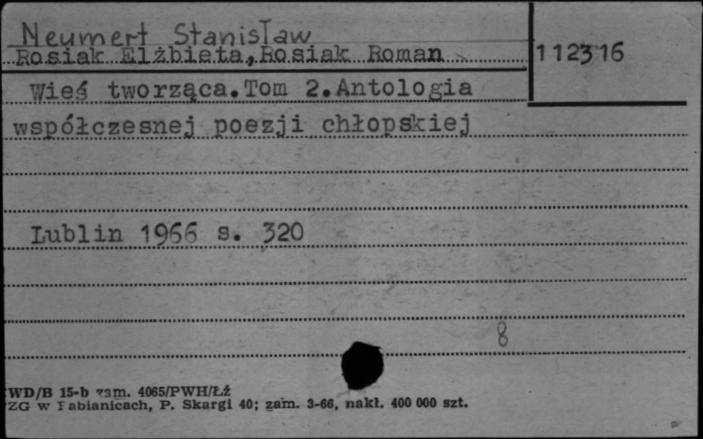 Neumert Stanisław
Rosiak Elżbieta, Rosiak Roman
112316
Wieś tworząca. Tom 2. Antologia
współczesnej poezji chłopskiej
Lublin 1966 s. 320
8
WD/B 15-b zam. 4065/PWH/Łź
ZG w Pabianicach, P. Skargi 40; zam. 3-66, nakł. 400 000 szt.